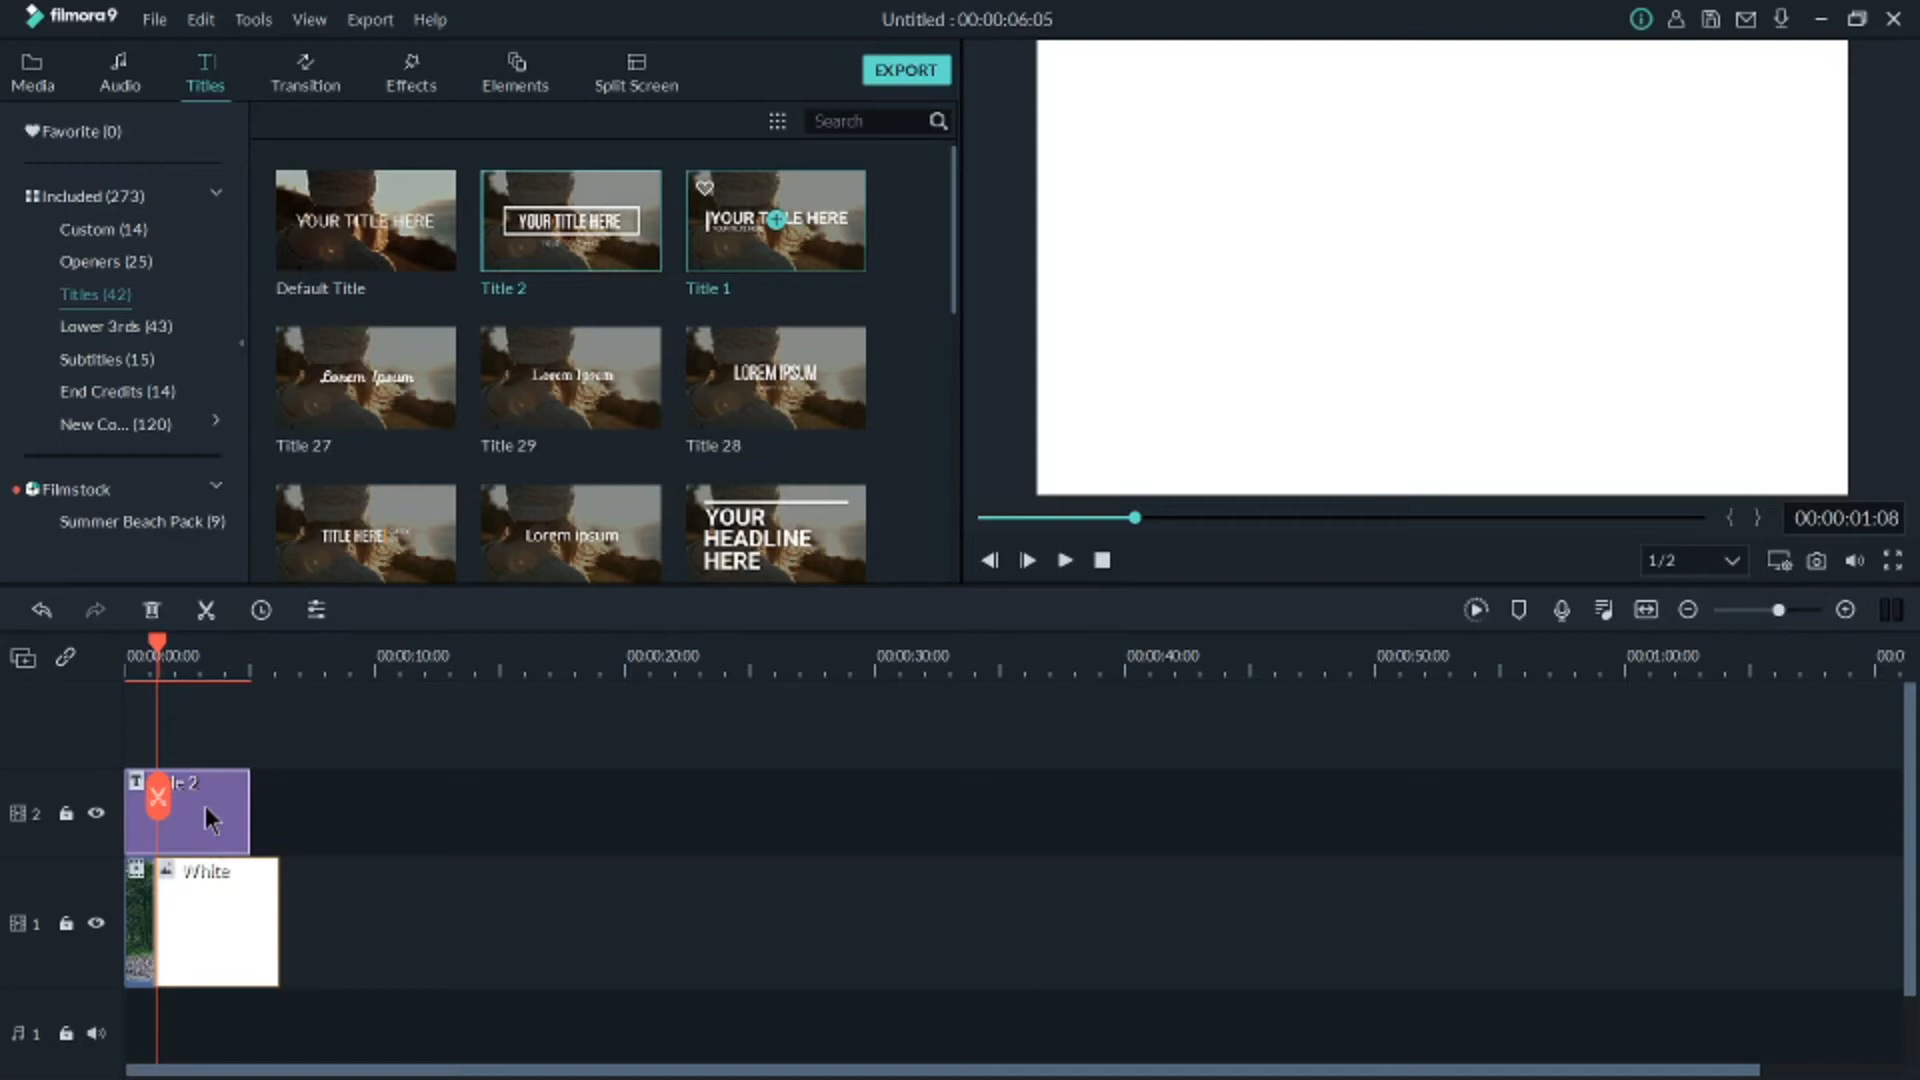 filmora9 File Edit Tools View Export Help Untitled : 00:00:06:05
Media Audio Titles Transition Effects Elements Split Screen EXPORT
Favorite (0)
Search
Included (273)
Custom (14)
Openers (25)
Titles (42)
Lower 3rds (43)
Subtitles (15)
End Credits (14)
New Co... (120)
Filmstock
Summer Beach Pack (9)
YOUR TITLE HERE
YOUR TITLE HERE
YOUR TITLE HERE
Default Title
Title 2
Title 1
Lorem Ipsum
Lorem Ipsum
LOREM IPSUM
Title 27
Title 29
Title 28
TITLE HERE
Lorem ipsum
YOUR
HEADLINE
HERE
{ } 00:00:01:08
1/2
00:00:00:00 00:00:10:00 00:00:20:00 00:00:30:00 00:00:40:00 00:00:50:00 00:01:00:00 00:0
2
T
le 2
1
White
1